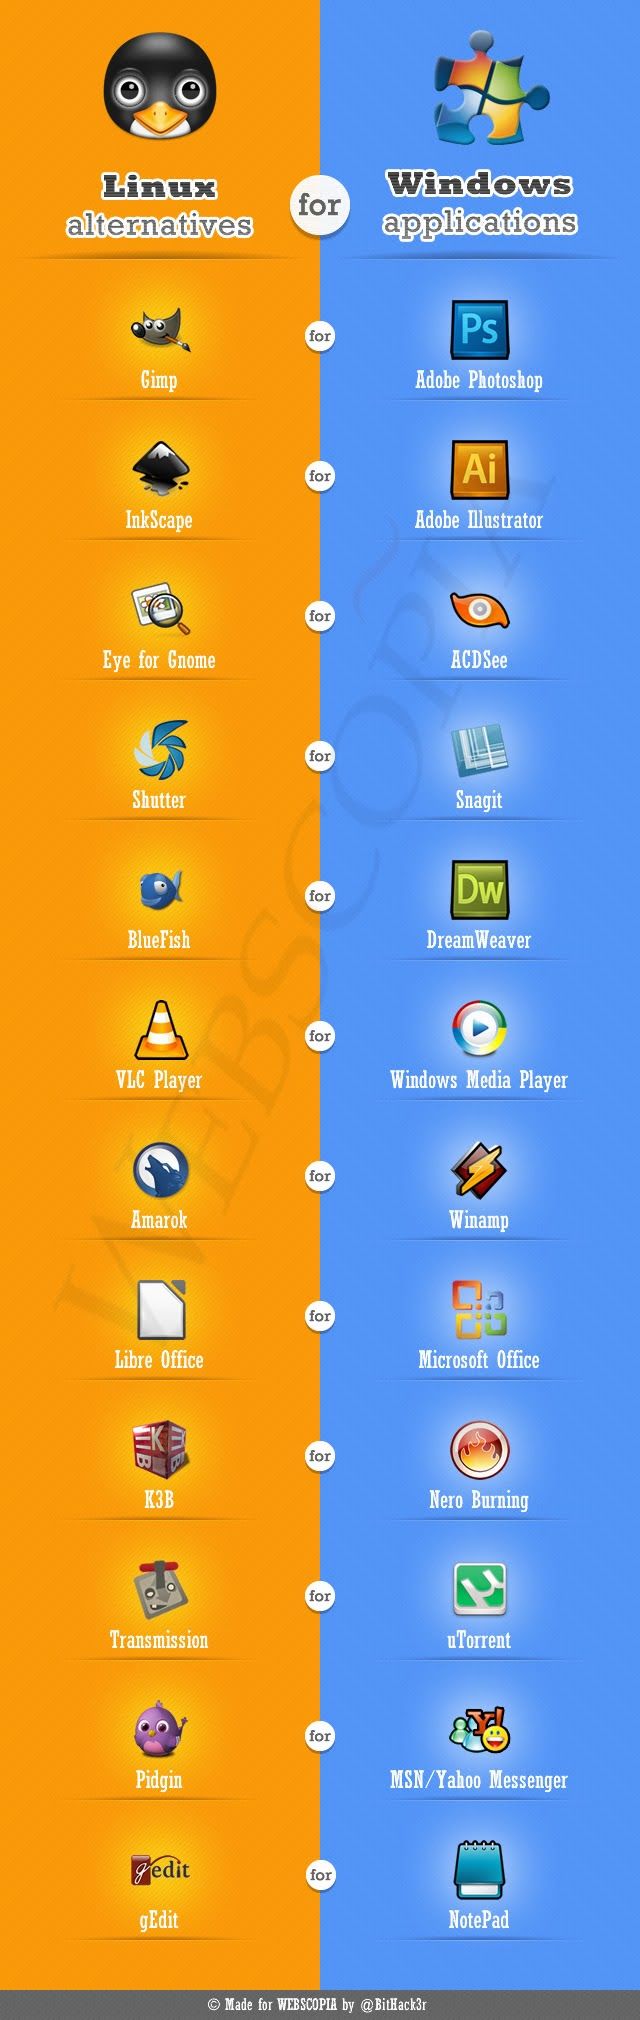 Linux
alternatives
for
Windows
applications
Gimp
for
Ps
Adobe Photoshop
InkScape
for
Ai
Adobe Illustrator
Eye for Gnome
for
ACDSee
Shutter
for
Snagit
BlueFish
for
Dw
DreamWeaver
VLC Player
for
Windows Media Player
Amarok
for
Winamp
Libre Office
for
Microsoft Office
K3B
for
Nero Burning
Transmission
for
uTorrent
Pidgin
for
Y!
MSN/Yahoo Messenger
gEdit
gEdit
for
NotePad
WEBSCOPIA
© Made for WEBSCOPIA by @BitHack3r